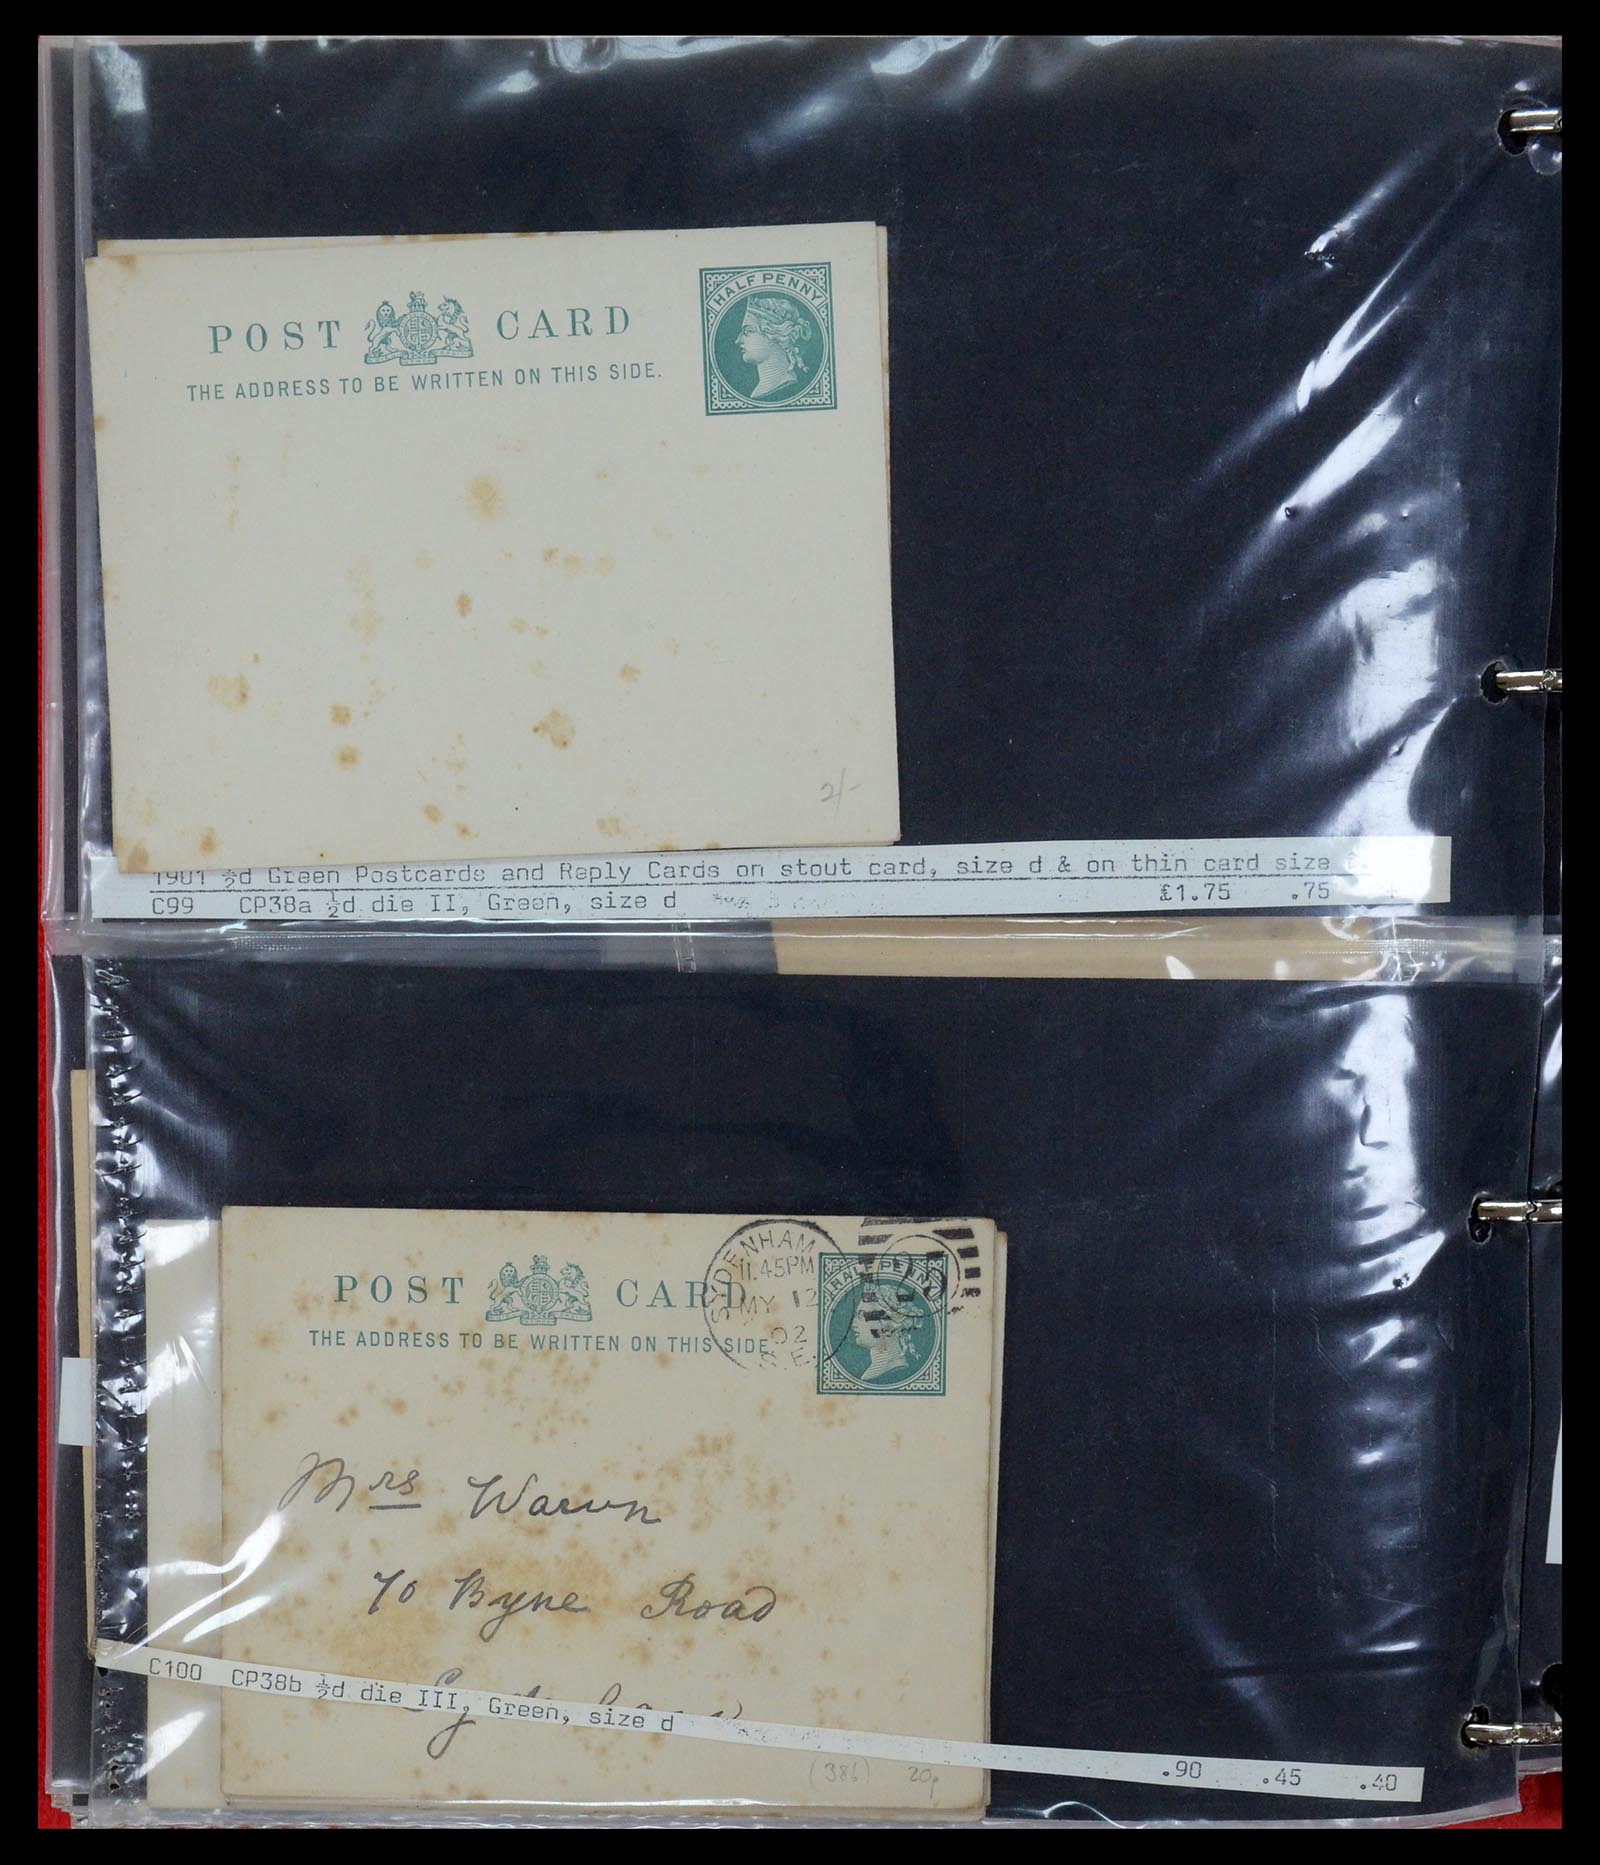 HALF PENNY
POST CARD
THE ADDRESS TO BE WRITTEN ON THIS SIDE.
2/-
1901 ½d Green Postcards and Reply Cards on stout card, size d & on thin card size
C99 CP38a ½d die II, Green, size d £1.75 .75 +
SYDENHAM
11.45PM
MY 12
02
S.E.
HALF PENNY
POST CARD
THE ADDRESS TO BE WRITTEN ON THIS SIDE
Mrs Warwn
70 Byne Road
C100 CP38b ½d die III, Green, size d .90 .45 .40
(38b) 20p